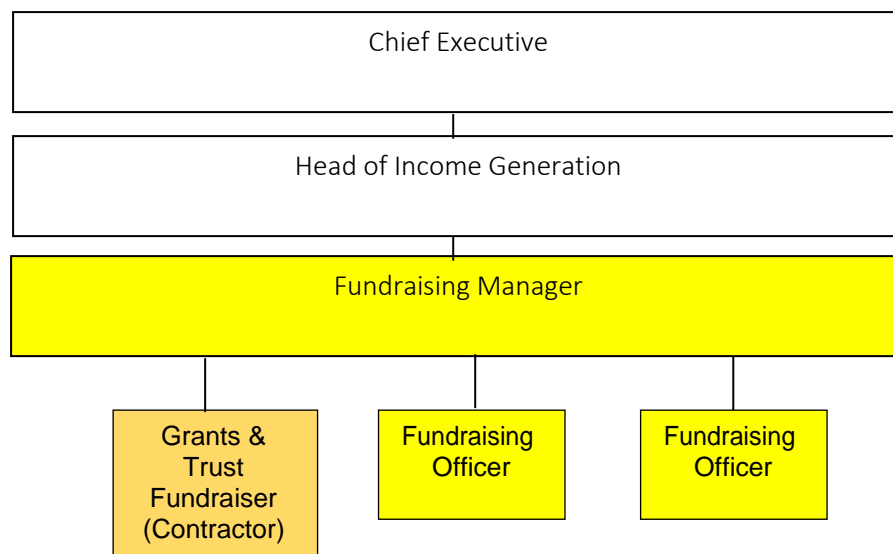 Chief Executive
Head of Income Generation
Fundraising Manager
Grants &
Trust
Fundraiser
(Contractor)
Fundraising
Officer
Fundraising
Officer